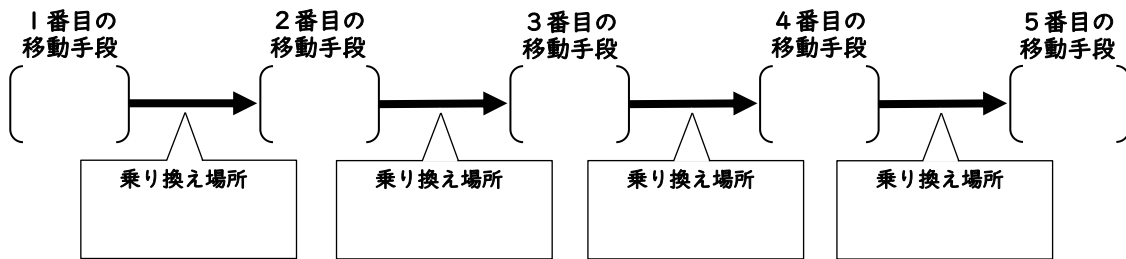 1番目の
移動手段
2番目の
移動手段
3番目の
移動手段
4番目の
移動手段
5番目の
移動手段
乗り換え場所
乗り換え場所
乗り換え場所
乗り換え場所